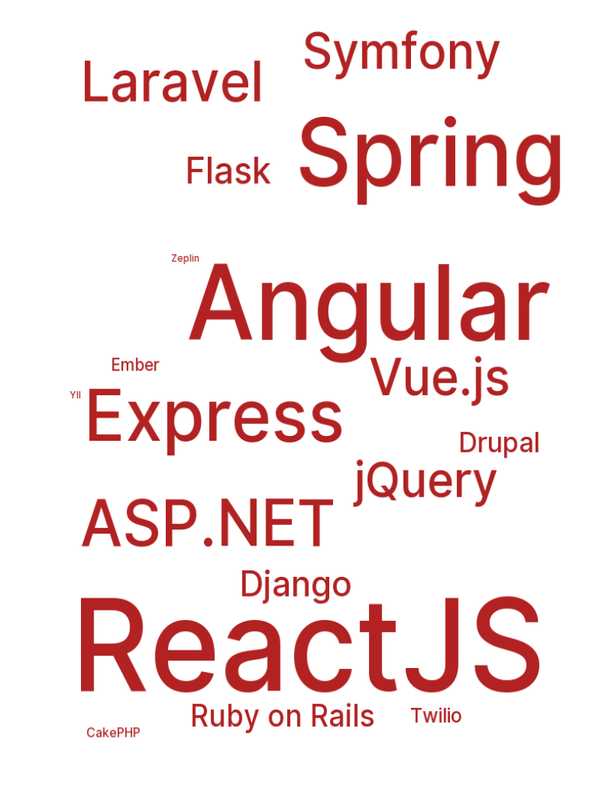 Symfony
Laravel
Spring
Flask
Zeplin
Angular
Ember
Vue.js
YII
Express
Drupal
jQuery
ASP.NET
Django
ReactJS
Ruby on Rails
Twilio
CakePHP